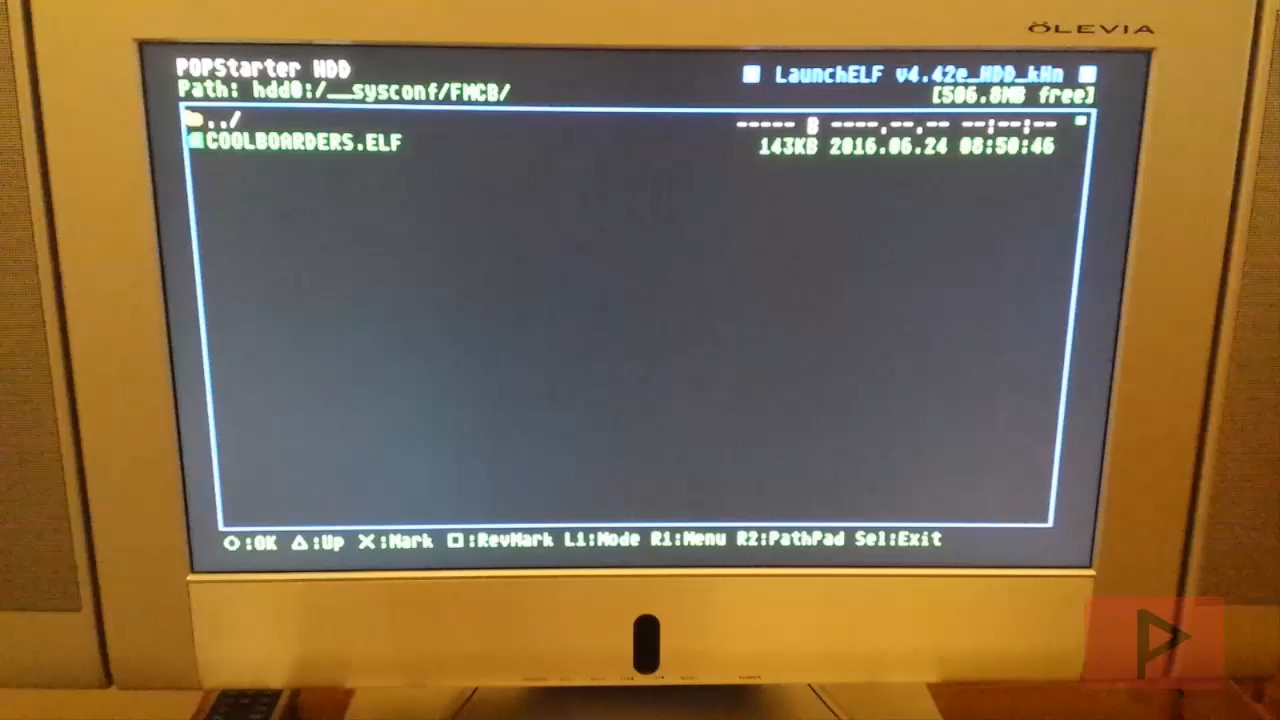 ÖLEVIA
POPStarter HDD
LaunchELF v4.42e_HDD_kHn
Path: hdd0:/__sysconf/FMCB/
[506.8MB free]
../
----- B ----.--.-- --:--:--
COOLBOARDERS.ELF
143KB 2016.06.24 08:50:46
O:OK △:Up X:Mark □:RevMark L1:Mode R1:Menu R2:PathPad Sel:Exit
P